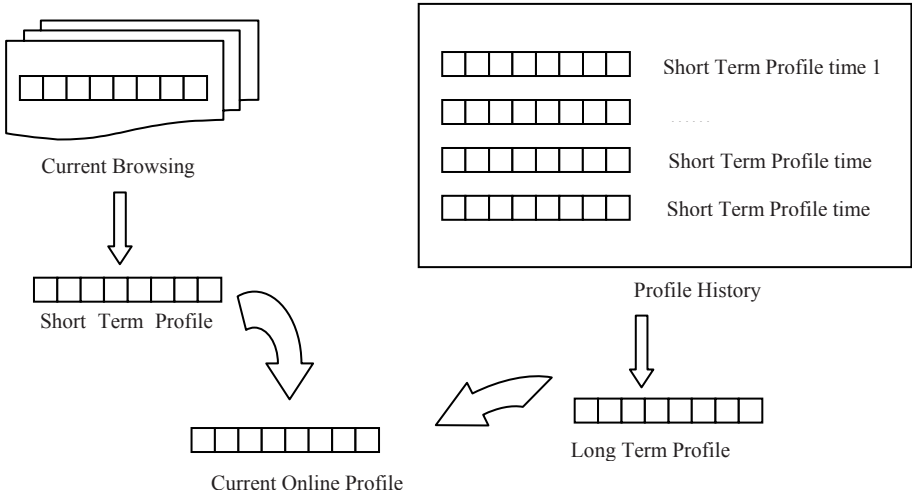 Short Term Profile time 1
......
Short Term Profile time
Short Term Profile time
Current Browsing
Profile History
Short Term Profile
Long Term Profile
Current Online Profile